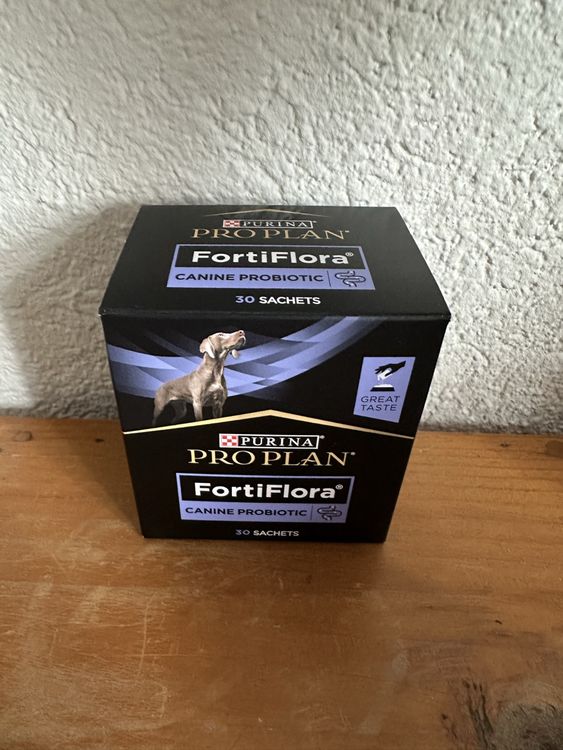 PURINA
PRO PLAN®
FortiFlora®
CANINE PROBIOTIC
30 SACHETS
GREAT
TASTE
PURINA
PRO PLAN®
FortiFlora®
CANINE PROBIOTIC
30 SACHETS